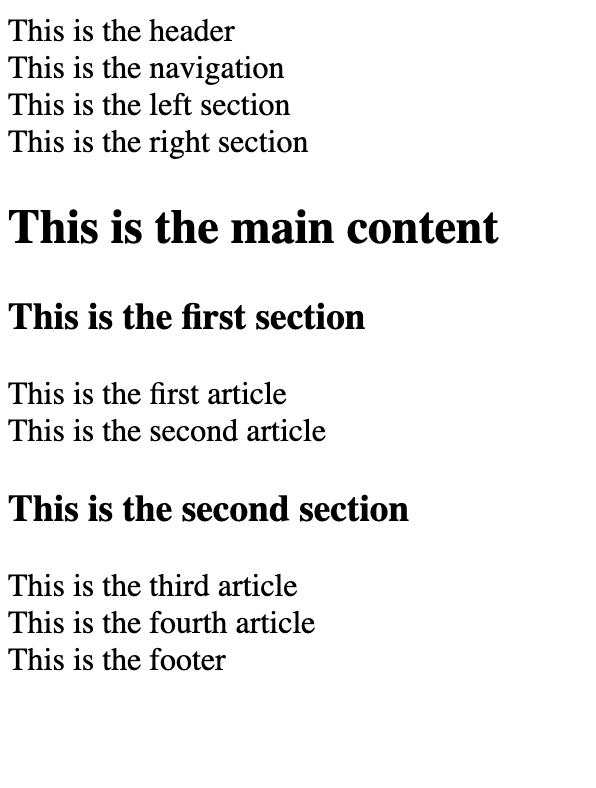 This is the header
This is the navigation
This is the left section
This is the right section
This is the main content
This is the first section
This is the first article
This is the second article
This is the second section
This is the third article
This is the fourth article
This is the footer